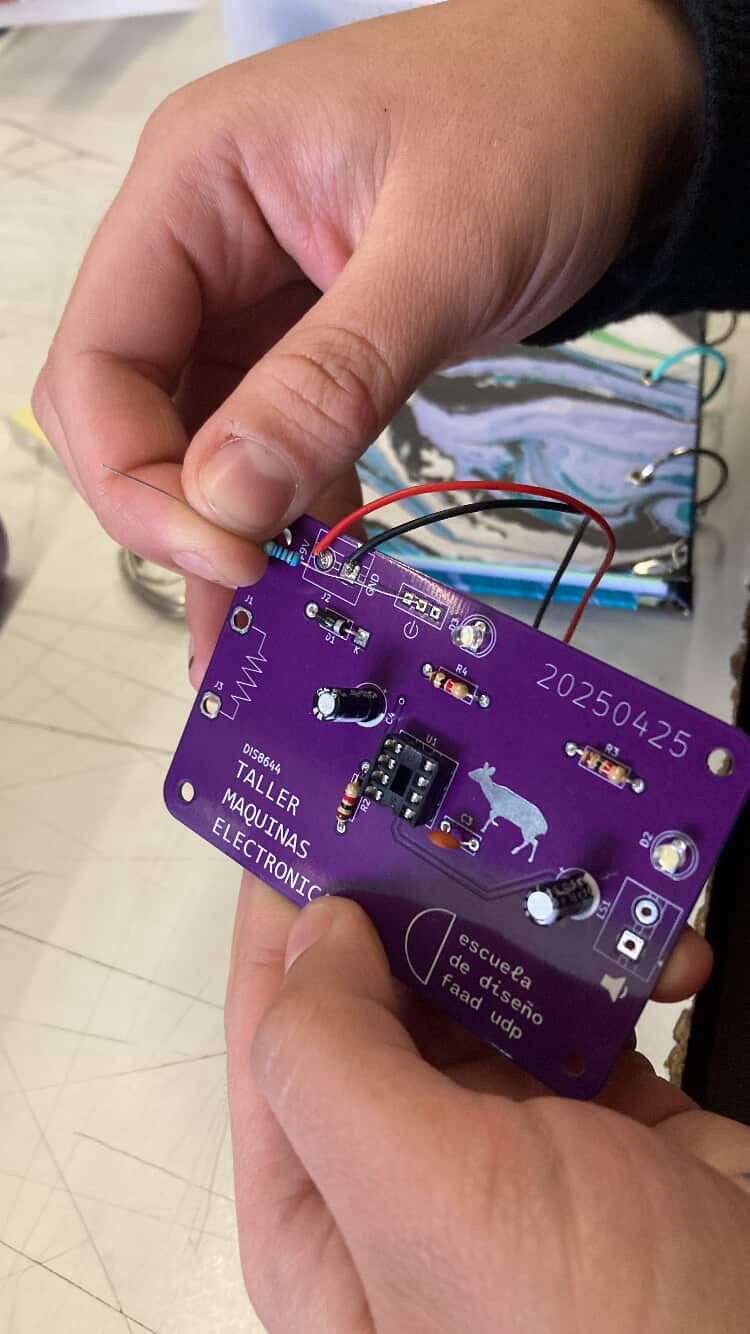 9V
GND
J2
J1
D1
K
D3
R4
20250425
J3
C4
U1
R3
DIS8644
TALLER
MAQUINAS
ELECTRONIC
R2
C3
D2
LS1
escuela
de diseño
faad udp